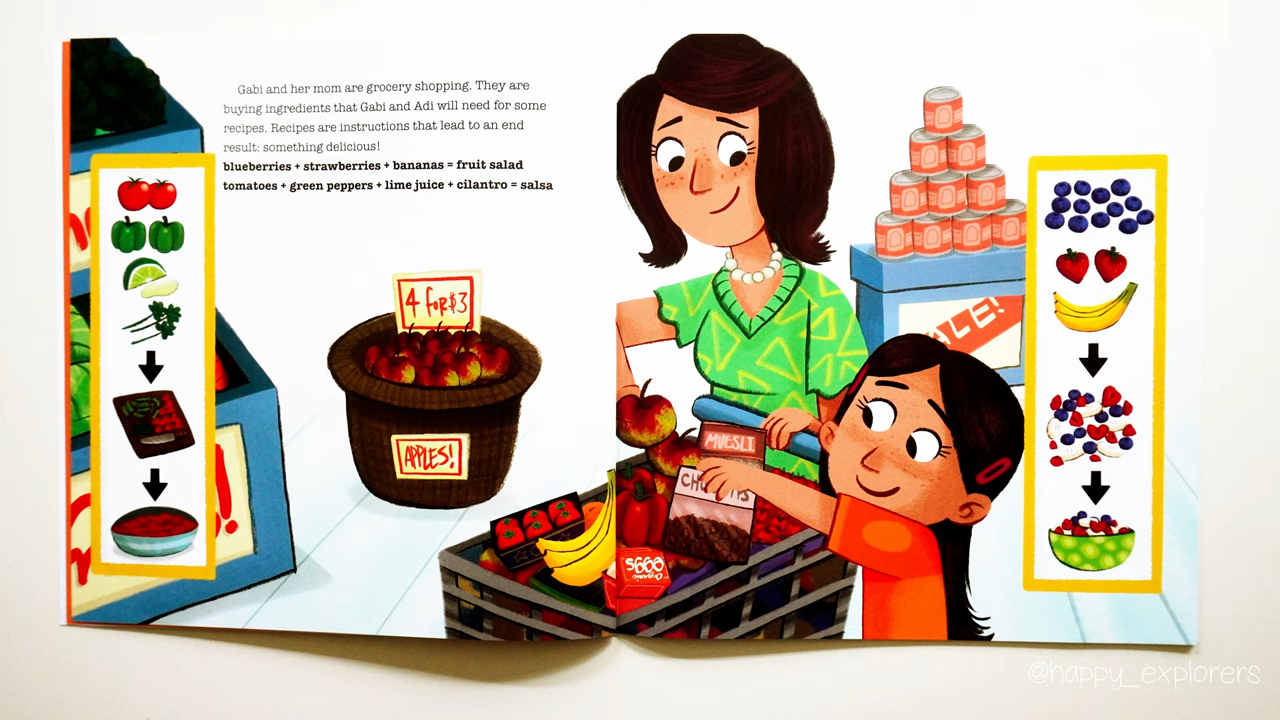 Gabi and her mom are grocery shopping. They are
buying ingredients that Gabi and Adi will need for some
recipes. Recipes are instructions that lead to an end
result: something delicious!
blueberries + strawberries + bananas = fruit salad
tomatoes + green peppers + lime juice + cilantro = salsa
4 for $3
APPLES!
MUESLI
Organic
eggs
@happy_explorers